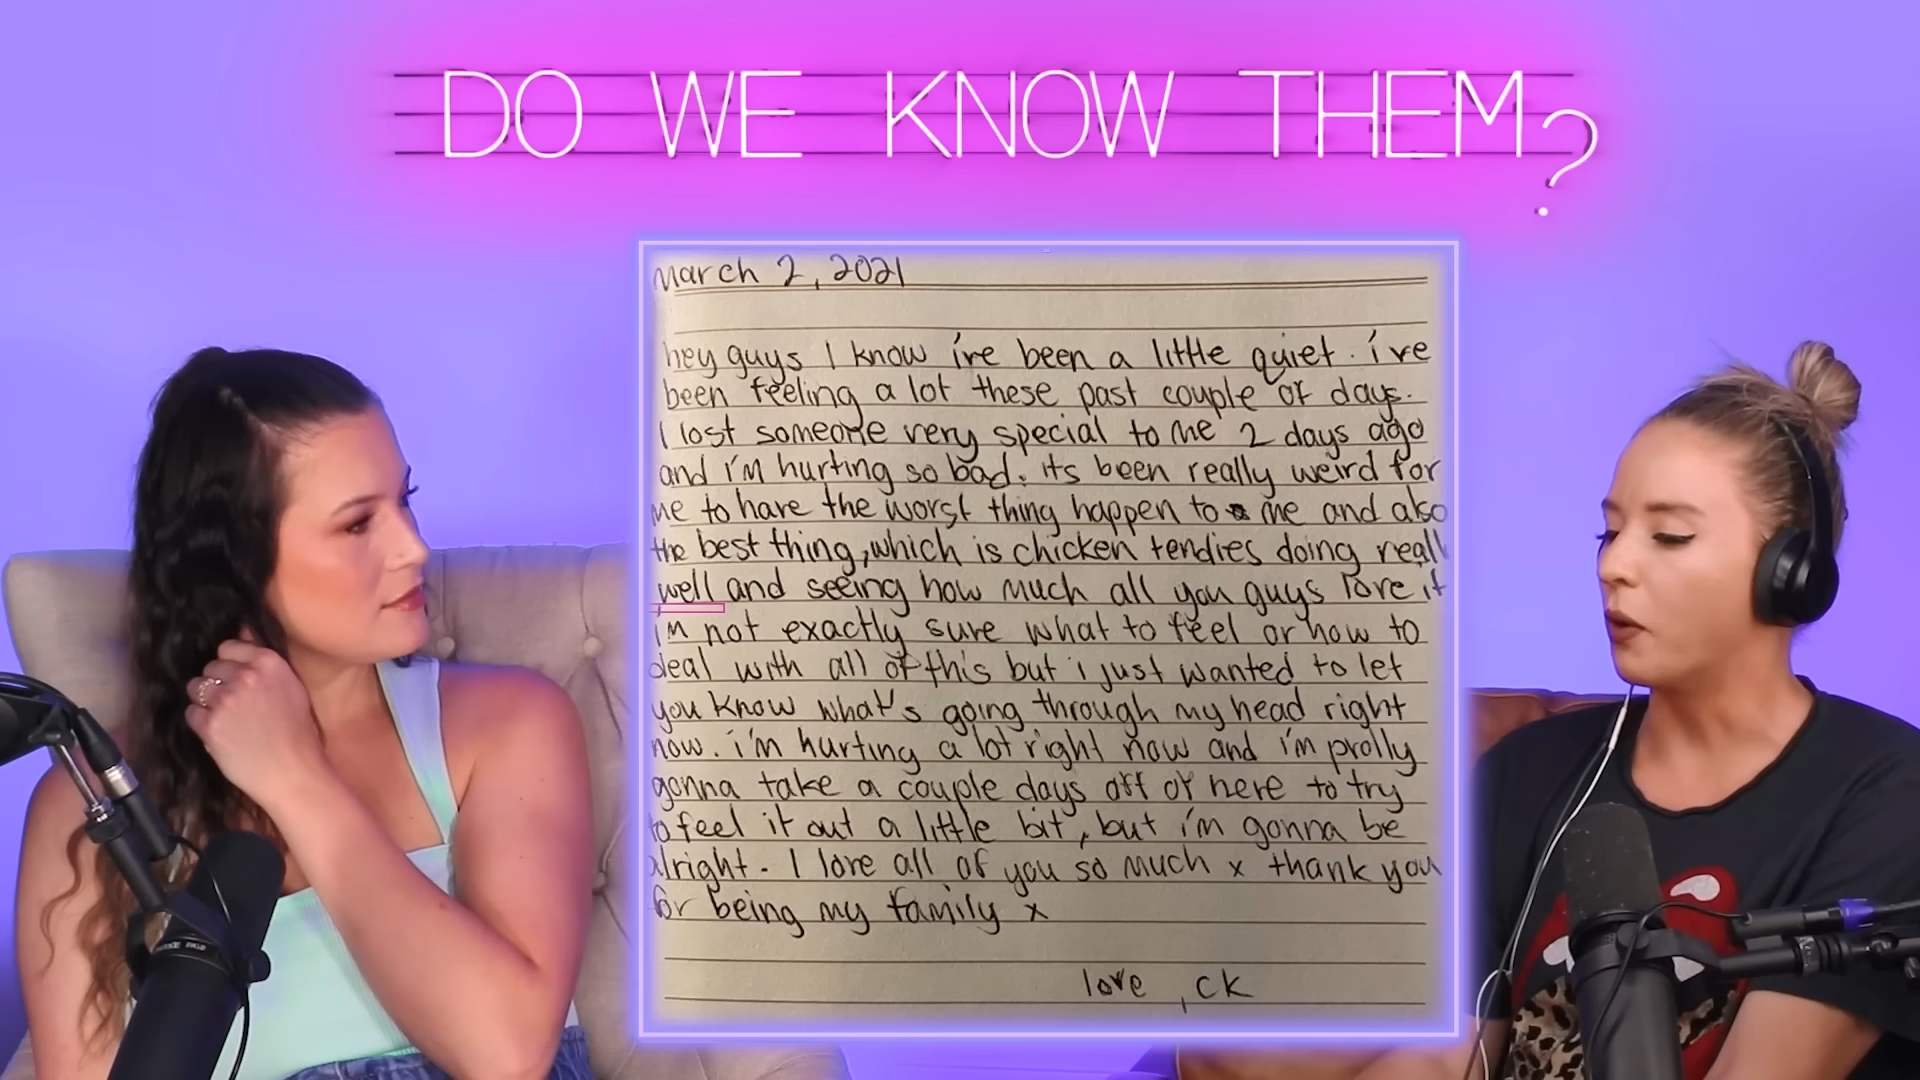 DO WE KNOW THEM?
March 2, 2021
hey guys I know i've been a little quiet. i've
been feeling a lot these past couple of days.
I lost someone very special to me 2 days ago
and i'm hurting so bad. its been really weird for
me to have the worst thing happen to me and also
the best thing, which is chicken tendies doing reall
well and seeing how much all you guys love it
i'm not exactly sure what to feel or how to
deal with all of this but i just wanted to let
you know what's going through my head right
now. i'm hurting a lot right now and i'm prolly
gonna take a couple days off of here to try
to feel it out a little bit, but i'm gonna be
alright. I love all of you so much x thank you
for being my family x
love, ck